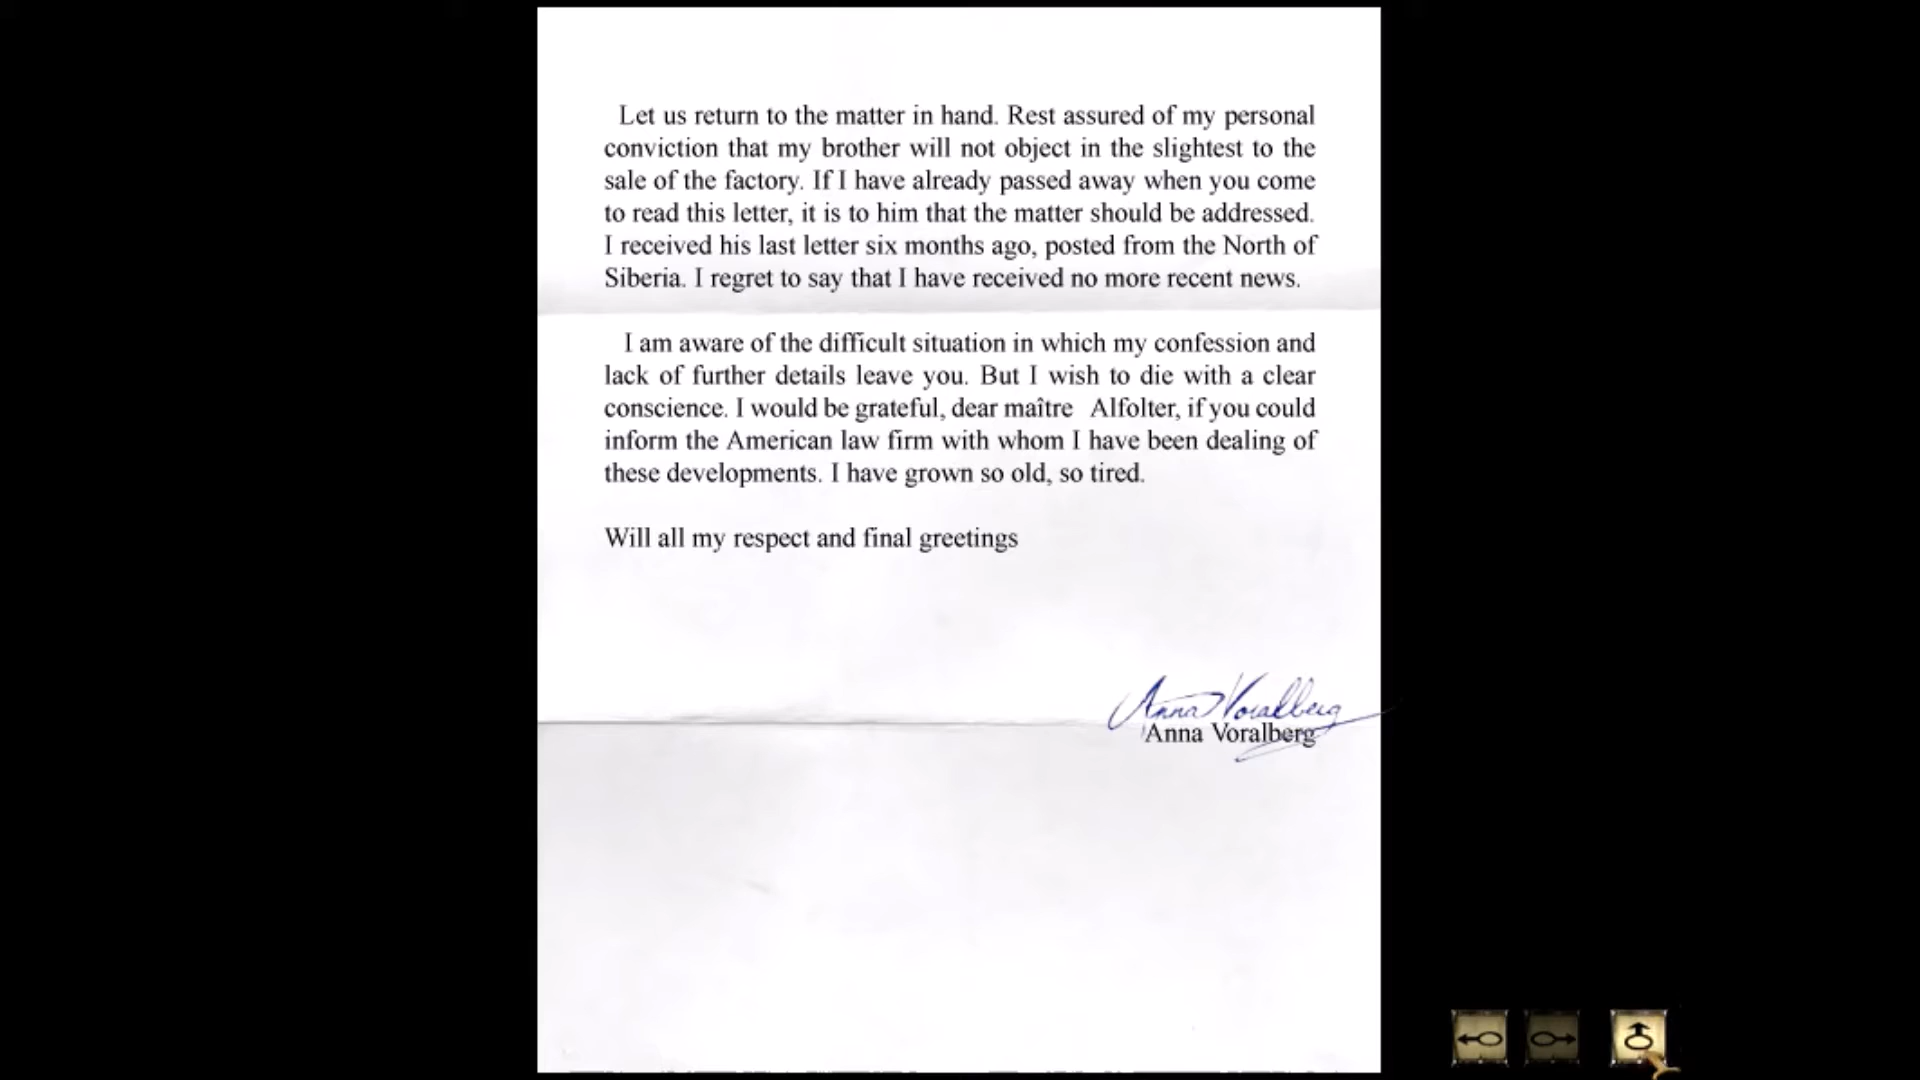 Let us return to the matter in hand. Rest assured of my personal
conviction that my brother will not object in the slightest to the
sale of the factory. If I have already passed away when you come
to read this letter, it is to him that the matter should be addressed.
I received his last letter six months ago, posted from the North of
Siberia. I regret to say that I have received no more recent news.
I am aware of the difficult situation in which my confession and
lack of further details leave you. But I wish to die with a clear
conscience. I would be grateful, dear maître Alfolter, if you could
inform the American law firm with whom I have been dealing of
these developments. I have grown so old, so tired.
Will all my respect and final greetings
Anna Voralberg
Anna Voralberg